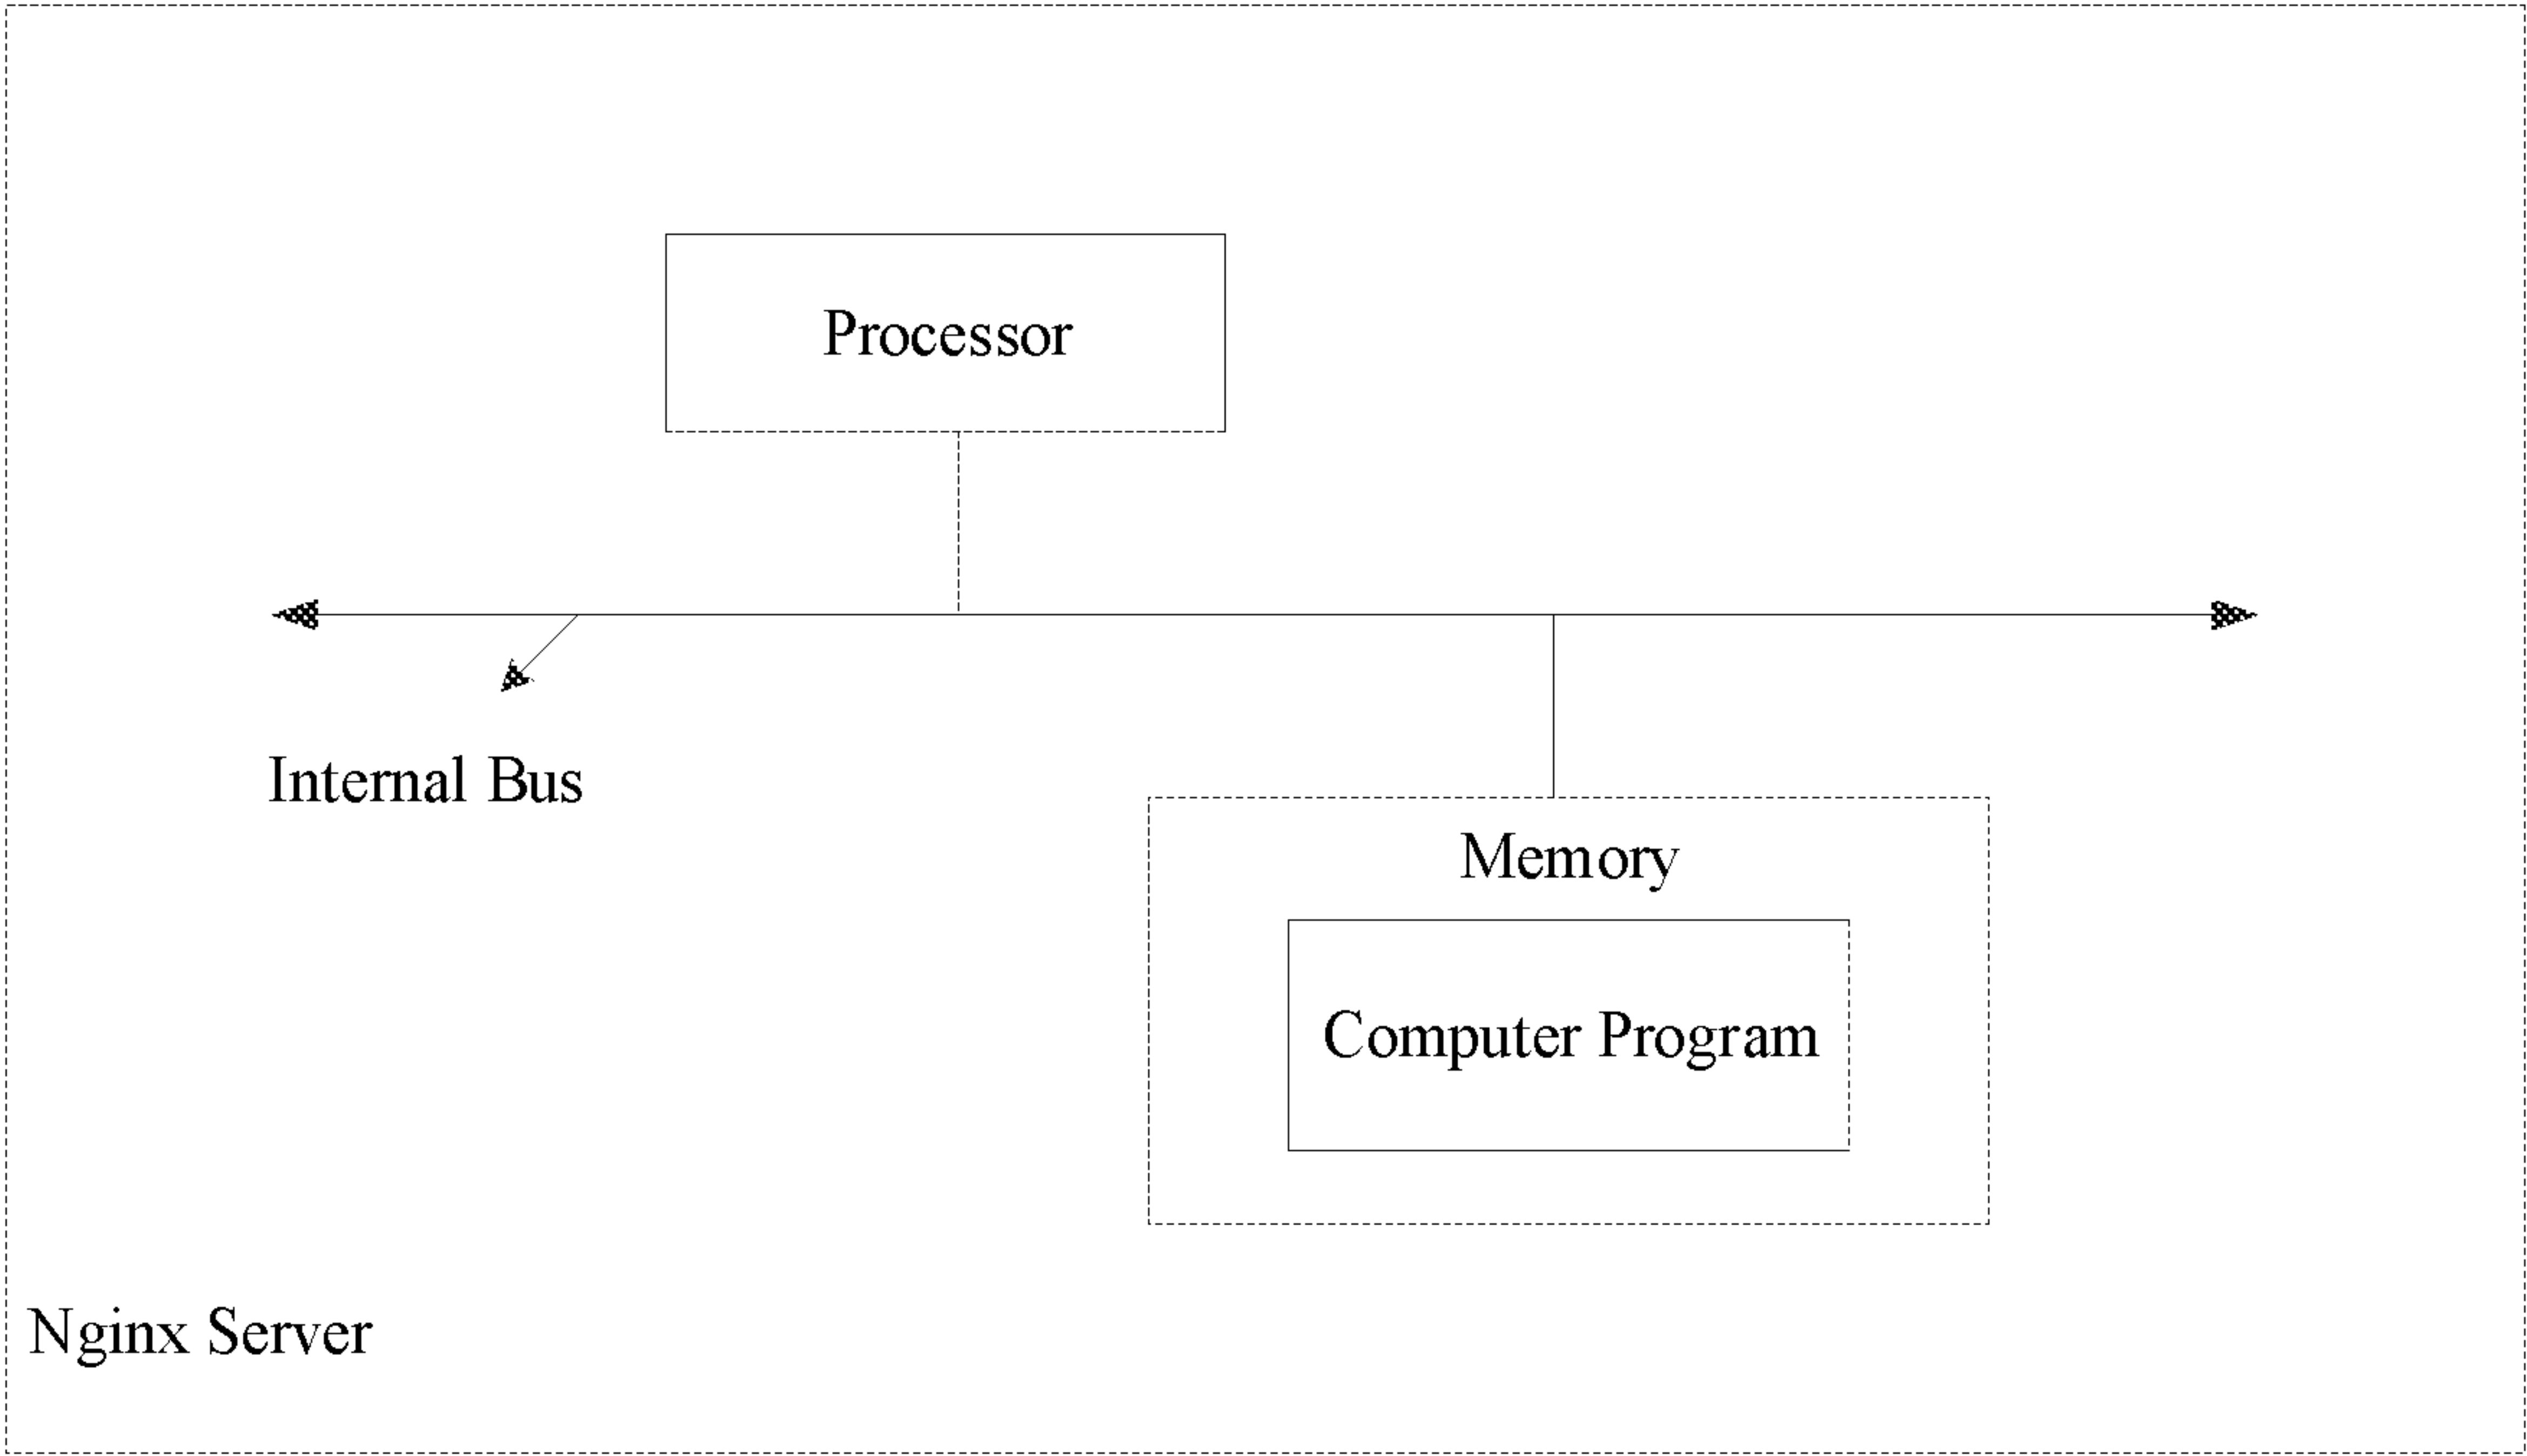 Processor
Internal Bus
Memory
Computer Program
Nginx Server